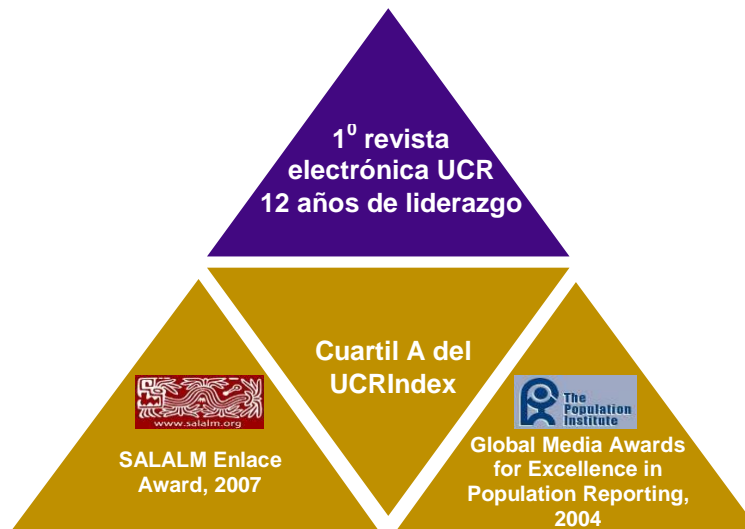 1⁰ revista
electrónica UCR
12 años de liderazgo
Cuartil A del
UCRIndex
www.salalm.org
SALALM Enlace
Award, 2007
The
Population
Institute
Global Media Awards
for Excellence in
Population Reporting,
2004